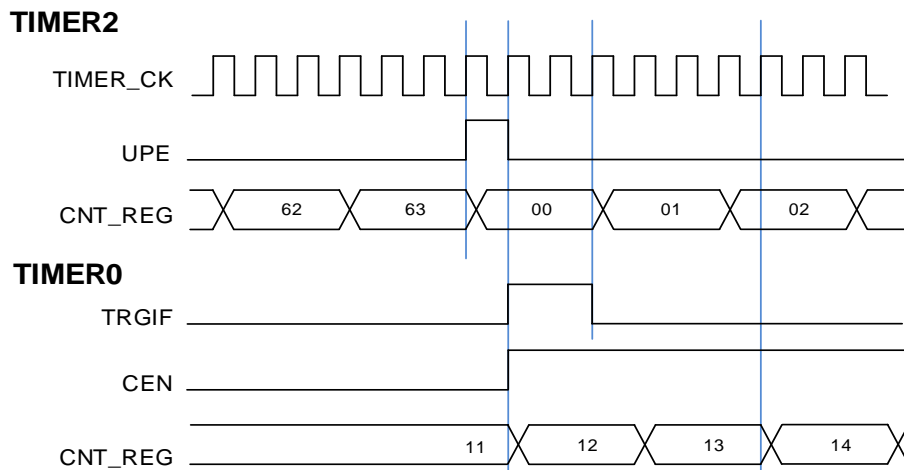 TIMER2
TIMER_CK
UPE
CNT_REG 62 63 00 01 02
TIMER0
TRGIF
CEN
CNT_REG 11 12 13 14